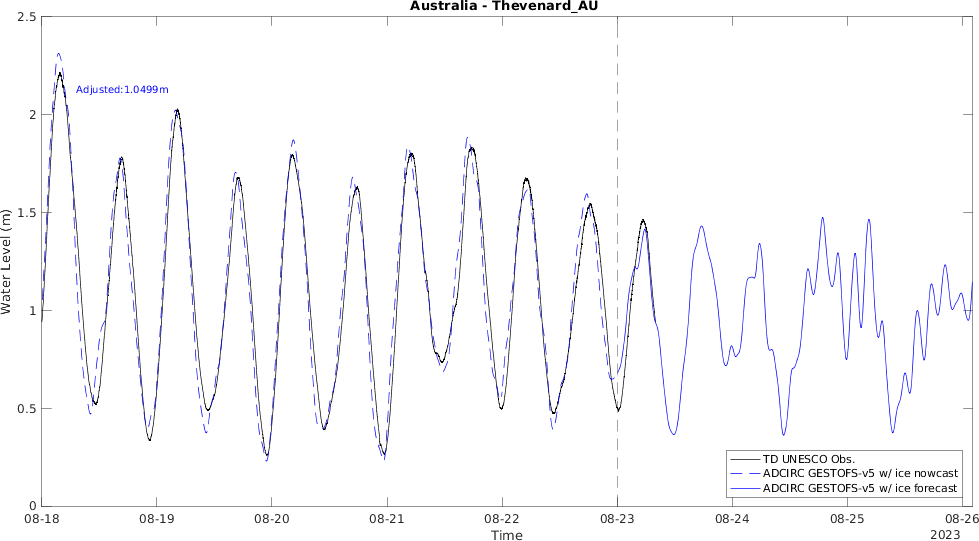 Australia - Thevenard_AU
2.5
Adjusted:1.0499m
2
1.5
Water Level (m)
1
0.5
TD UNESCO Obs.
ADCIRC GESTOFS-v5 w/ ice nowcast
ADCIRC GESTOFS-v5 w/ ice forecast
0
08-18 08-19 08-20 08-21 08-22 08-23 08-24 08-25 08-26
Time 2023